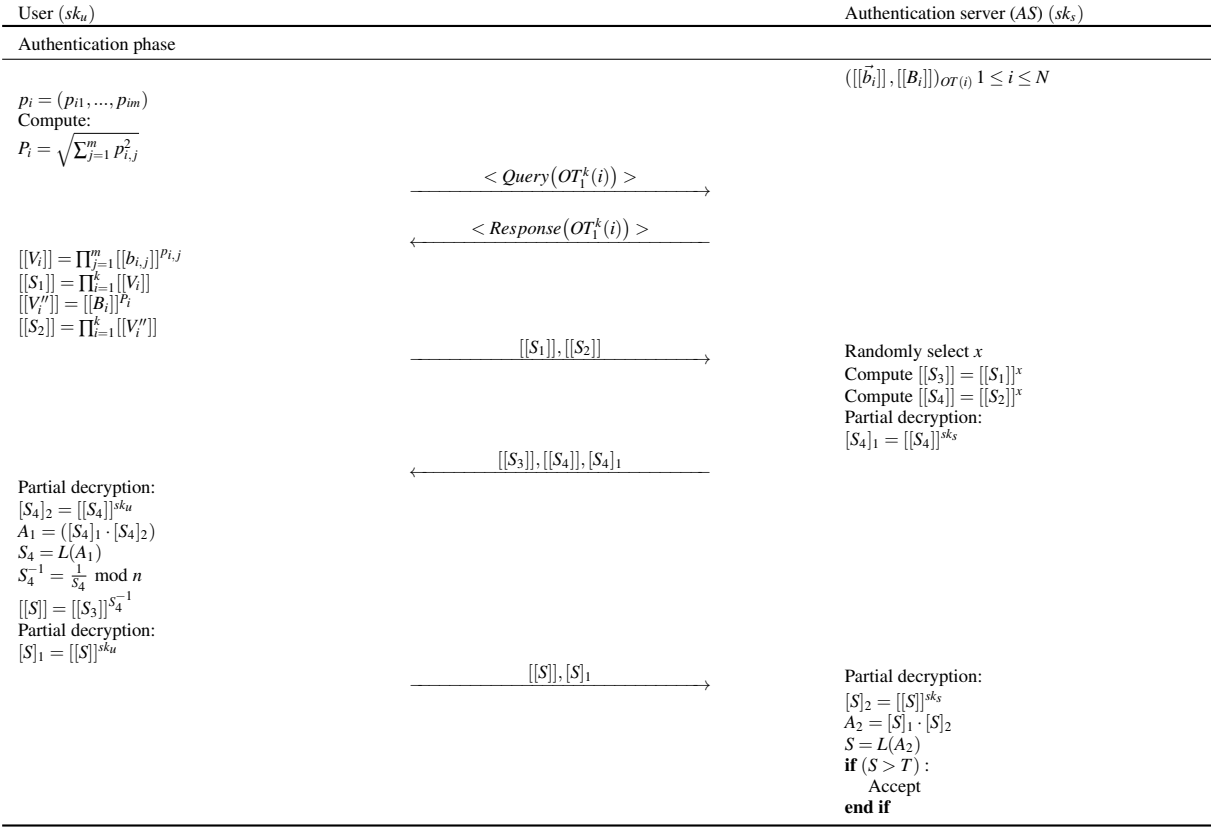 User (sk_u)
Authentication server (AS) (sk_s)
Authentication phase
([[\vec{b_i}]], [[B_i]])_{OT(i)} 1 ≤ i ≤ N
p_i = (p_{i1}, ..., p_{im})
Compute:
P_i = \sqrt{∑_{j=1}^{m} p_{i,j}^2}
< Query(OT_1^k(i)) >
< Response(OT_1^k(i)) >
[[V_i]] = ∏_{j=1}^{m} [[b_{i,j}]]^{p_{i,j}}
[[S_1]] = ∏_{i=1}^{k} [[V_i]]
[[V_i'']] = [[B_i]]^{P_i}
[[S_2]] = ∏_{i=1}^{k} [[V_i'']]
[[S_1]], [[S_2]]
Randomly select x
Compute [[S_3]] = [[S_1]]^x
Compute [[S_4]] = [[S_2]]^x
Partial decryption:
[S_4]_1 = [[S_4]]^{sk_s}
[[S_3]], [[S_4]], [S_4]_1
Partial decryption:
[S_4]_2 = [[S_4]]^{sk_u}
A_1 = ([S_4]_1 · [S_4]_2)
S_4 = L(A_1)
S_4^{-1} = \frac{1}{S_4} mod n
[[S]] = [[S_3]]^{S_4^{-1}}
Partial decryption:
[S]_1 = [[S]]^{sk_u}
[[S]], [S]_1
Partial decryption:
[S]_2 = [[S]]^{sk_s}
A_2 = [S]_1 · [S]_2
S = L(A_2)
if (S > T) :
Accept
end if